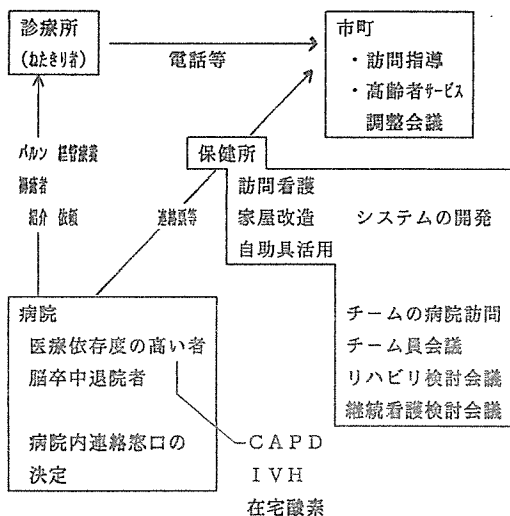 診療所
(ねたきり者)
電話等
市町
・訪問指導
・高齢者サービス
調整会議
バルン 経管療養
褥瘡者
紹介 依頼
保健所
訪問看護
家屋改造
自助具活用
システムの開発
連絡票等
病院
医療依存度の高い者
脳卒中退院者
病院内連絡窓口の
決定
チームの病院訪問
チーム員会議
リハビリ検討会議
継続看護検討会議
CAPD
IVH
在宅酸素